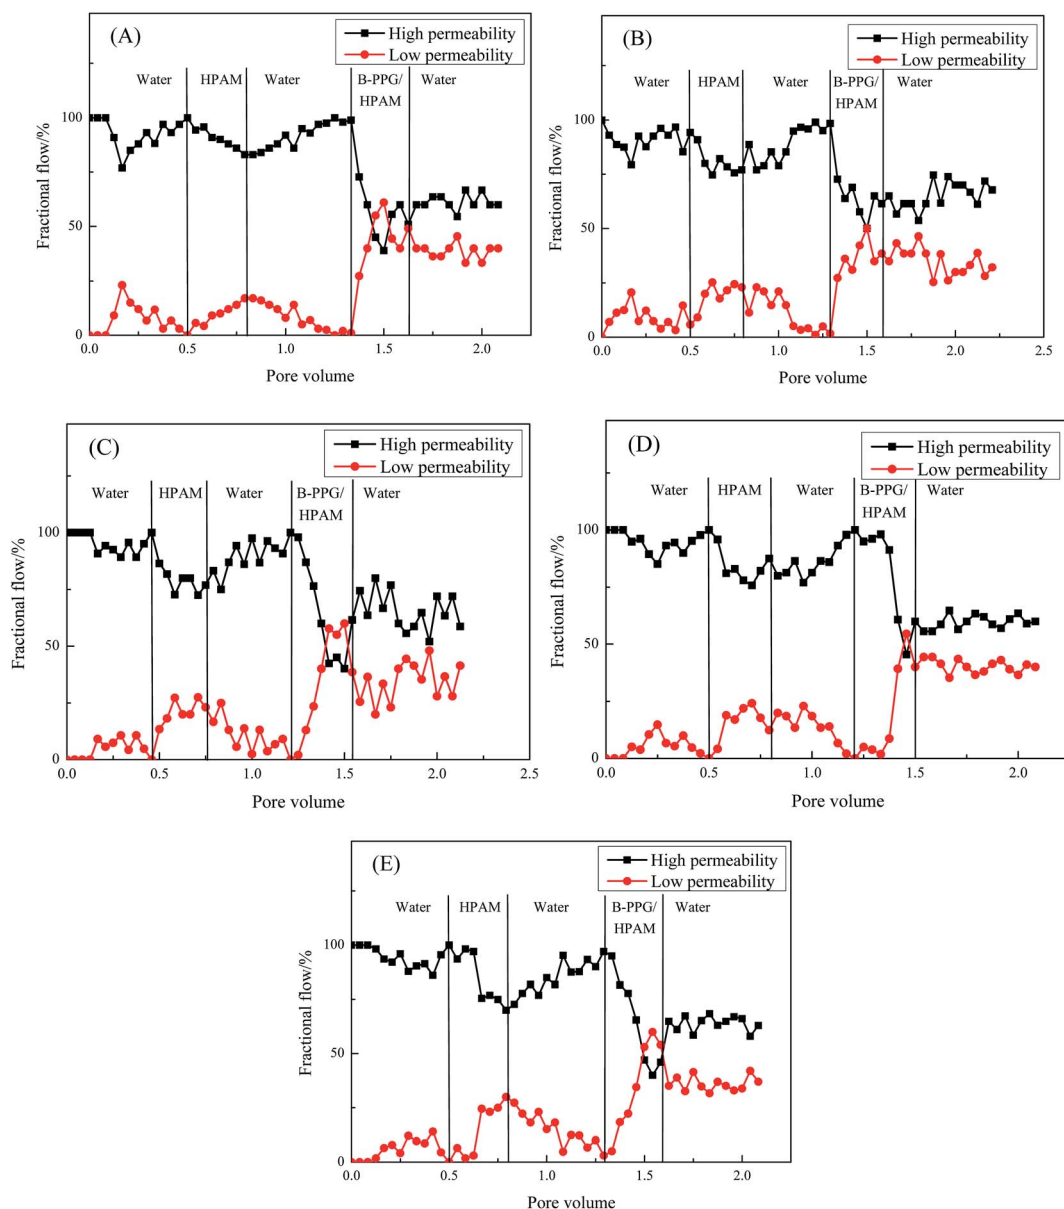 (A)
High permeability
Low permeability
Water
HPAM
Water
B-PPG/
HPAM
Water
Fractional flow/%
100
50
0
0.0
0.5
1.0
1.5
2.0
Pore volume
(B)
High permeability
Low permeability
Water
HPAM
Water
B-PPG/
HPAM
Water
Fractional flow/%
100
50
0
0.0
0.5
1.0
1.5
2.0
2.5
Pore volume
(C)
High permeability
Low permeability
Water
HPAM
Water
B-PPG/
HPAM
Water
Fractional flow/%
100
50
0
0.0
0.5
1.0
1.5
2.0
2.5
Pore volume
(D)
High permeability
Low permeability
Water
HPAM
Water
B-PPG/
HPAM
Water
Fractional flow/%
100
50
0
0.0
0.5
1.0
1.5
2.0
Pore volume
(E)
High permeability
Low permeability
Water
HPAM
Water
B-PPG/
HPAM
Water
Fractional flow/%
100
50
0
0.0
0.5
1.0
1.5
2.0
Pore volume